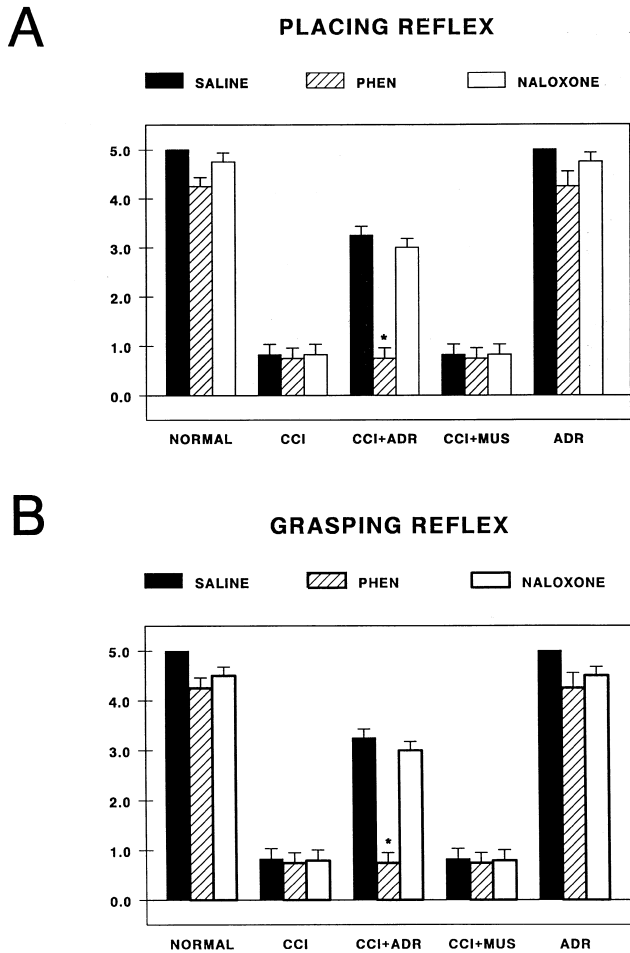 A
PLACING REFLEX
SALINE PHEN NALOXONE
5.0
4.0
3.0
2.0
1.0
0.0
*
NORMAL CCI CCI+ADR CCI+MUS ADR
B
GRASPING REFLEX
SALINE PHEN NALOXONE
5.0
4.0
3.0
2.0
1.0
0.0
*
NORMAL CCI CCI+ADR CCI+MUS ADR